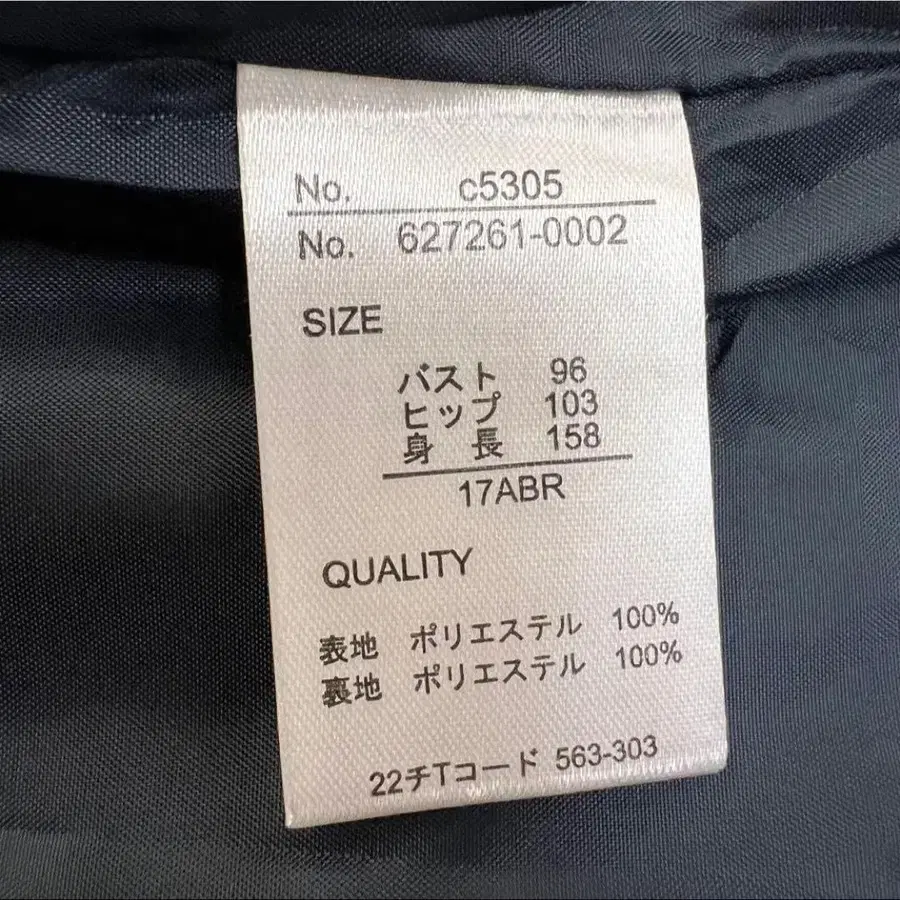 No. c5305
No. 627261-0002
SIZE
バスト 96
ヒップ 103
身長 158
17ABR
QUALITY
表地 ポリエステル 100%
裏地 ポリエステル 100%
22チTコード 563-303